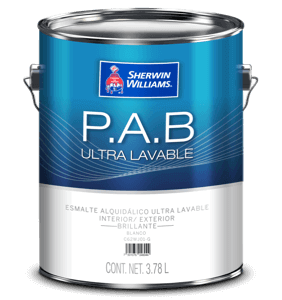 SHERWIN
WILLIAMS.
P.A.B
ULTRA LAVABLE
ESMALTE ALQUIDÁLICO ULTRA LAVABLE
INTERIOR/ EXTERIOR
BRILLANTE
BLANCO
CONT. NET. 3.78 L